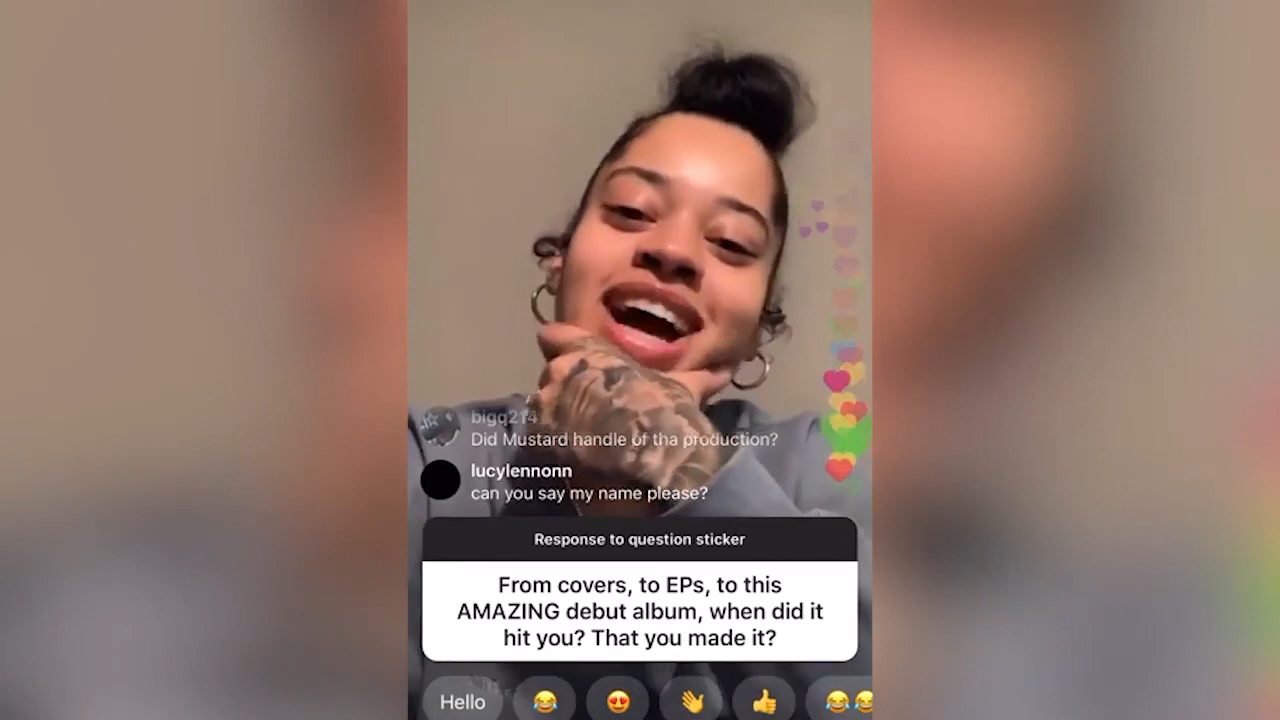 bigq214
Did Mustard handle of tha production?
lucylennonn
can you say my name please?
Response to question sticker
From covers, to EPs, to this
AMAZING debut album, when did it
hit you? That you made it?
Hello